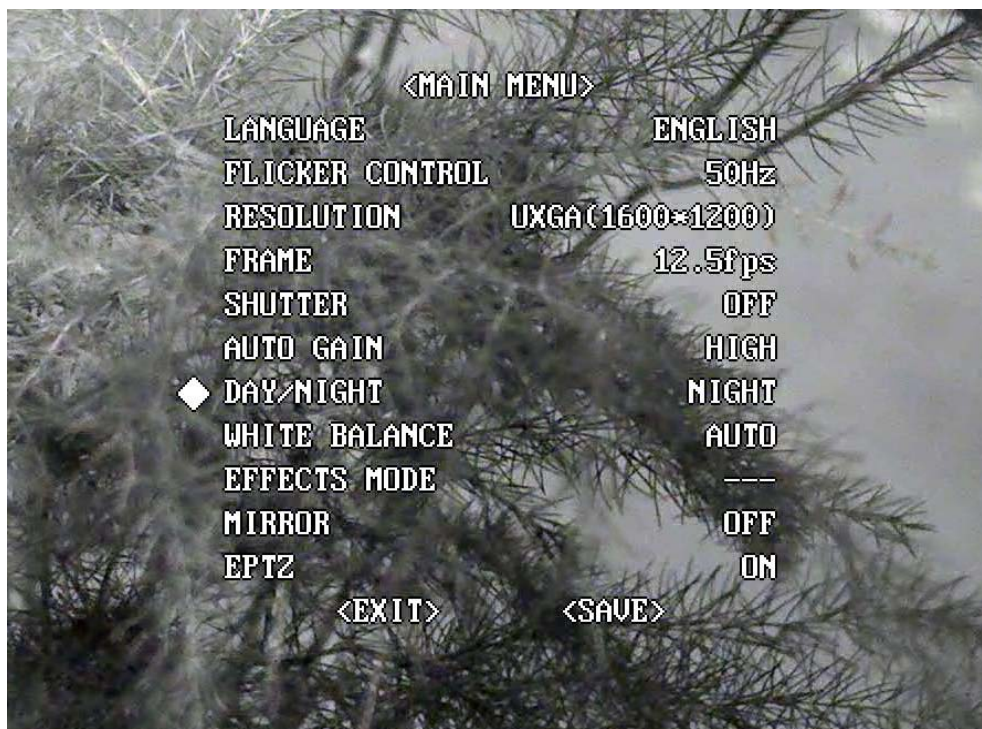 <MAIN MENU>
LANGUAGE ENGLISH
FLICKER CONTROL 50Hz
RESOLUTION UXGA(1600*1200)
FRAME 12.5fps
SHUTTER OFF
AUTO GAIN HIGH
DAY/NIGHT NIGHT
WHITE BALANCE AUTO
EFFECTS MODE ---
MIRROR OFF
EPTZ ON
<EXIT> <SAVE>